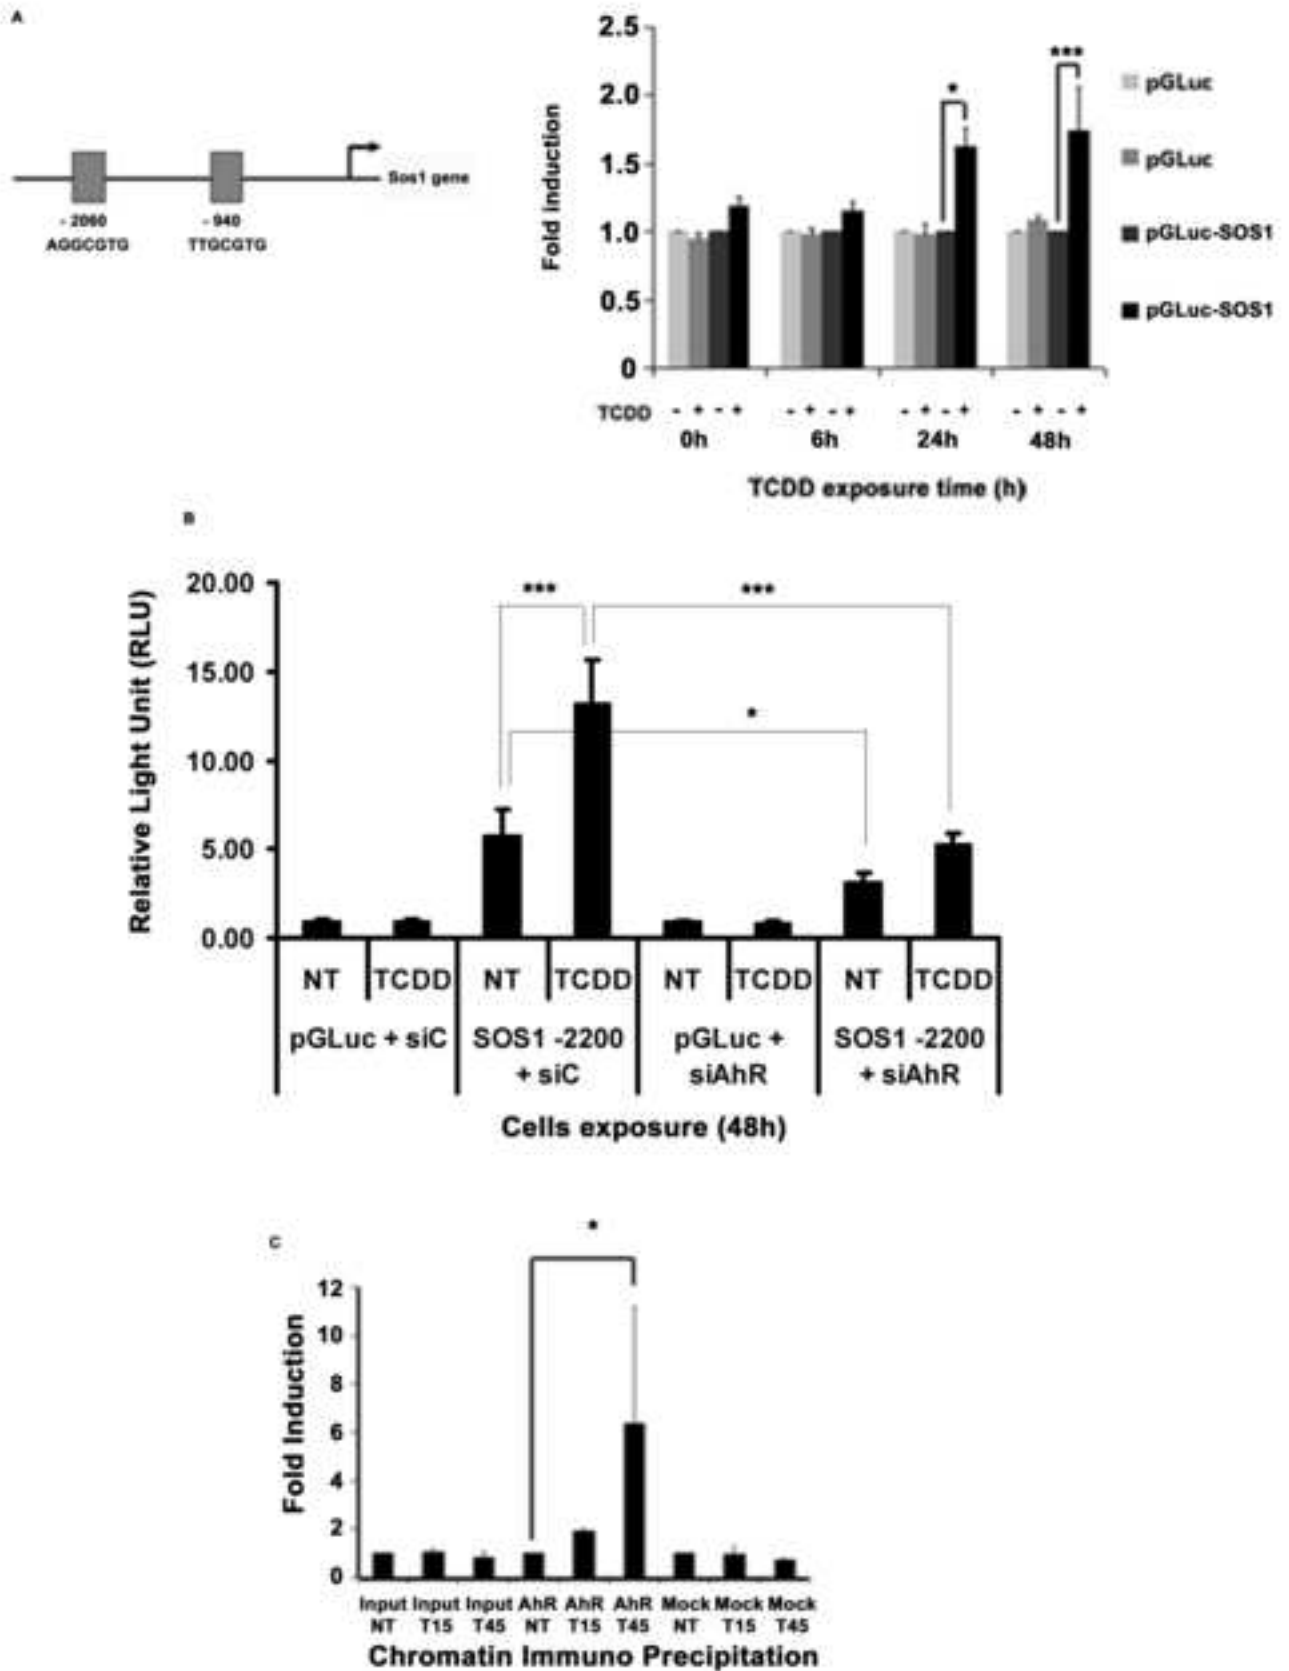 A
2.5
2.0
1.5
1.0
0.5
0
Fold induction
*
***
pGLuc
pGLuc
pGLuc-SOS1
pGLuc-SOS1
Sos1 gene
- 2060
- 940
AGGCGTG
TTGCGTG
TCDD - + - + - + - + - + - + - + - +
0h 6h 24h 48h
TCDD exposure time (h)
B
20.00
15.00
10.00
5.00
0.00
Relative Light Unit (RLU)
***
***
*
NT TCDD NT TCDD NT TCDD NT TCDD
pGLuc + siC SOS1 -2200 pGLuc + SOS1 -2200
+ siC siAhR + siAhR
Cells exposure (48h)
C
*
12
10
8
6
4
2
0
Fold Induction
Input Input Input AhR AhR AhR Mock Mock Mock
NT T15 T45 NT T15 T45 NT T15 T45
Chromatin Immuno Precipitation